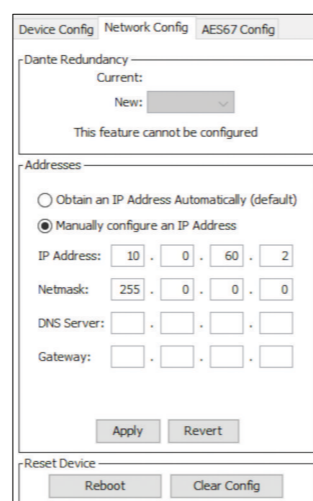 Device Config Network Config AES67 Config
Dante Redundancy
Current:
New:
This feature cannot be configured
Addresses
Obtain an IP Address Automatically (default)
Manually configure an IP Address
IP Address: 10 . 0 . 60 . 2
Netmask: 255 . 0 . 0 . 0
DNS Server: . . .
Gateway: . . .
Apply Revert
Reset Device
Reboot Clear Config